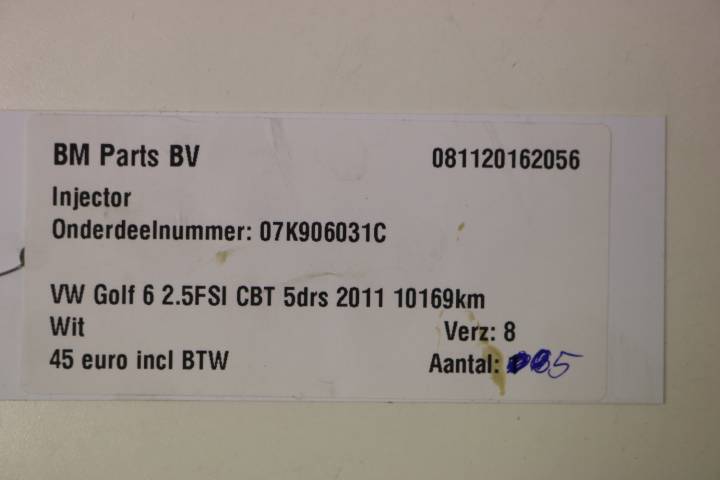 BM Parts BV 081120162056
Injector
Onderdeelnummer: 07K906031C
VW Golf 6 2.5FSI CBT 5drs 2011 10169km
Wit Verz: 8
45 euro incl BTW Aantal: 5